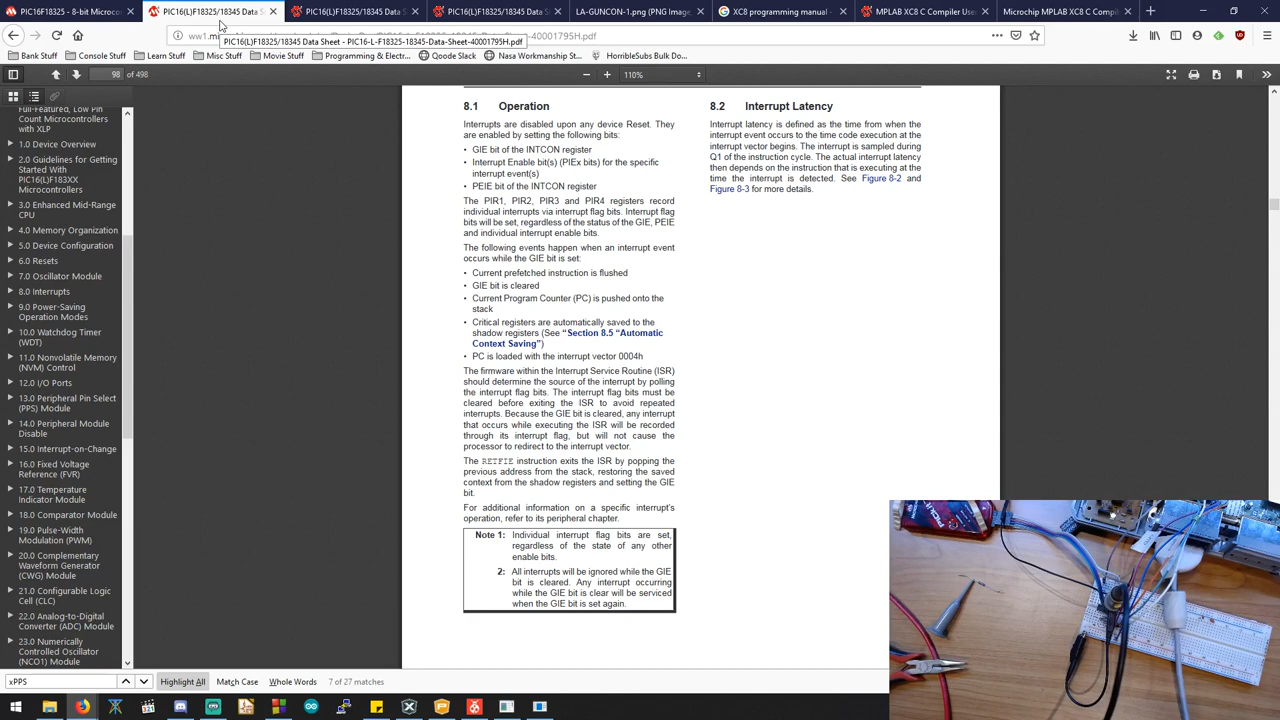 PIC16F18325 - 8-bit Microco
PIC16(L)F18325/18345 Data S
PIC16(L)F18325/18345 Data S
PIC16(L)F18325/18345 Data S
LA-GUNCON-1.png (PNG Imag
XC8 programming manual -
MPLAB XC8 C Compiler Use
Microchip MPLAB XC8 C Comp
PIC16(L)F18325/18345 Data Sheet - PIC16-L-F18325-18345-Data-Sheet-40001795H.pdf
Bank Stuff
Console Stuff
Learn Stuff
Misc Stuff
Movie Stuff
Programming & Electr...
Qoode Stack
Nasa Workmanship Sta...
HorribleSubs Bulk Do...
98 of 498
110%
Full-Featured, Low Pin
Count Microcontrollers
with XLP
1.0 Device Overview
2.0 Guidelines for Getting
Started With
PIC16(L)F183XX
Microcontrollers
3.0 Enhanced Mid-Range
CPU
4.0 Memory Organization
5.0 Device Configuration
6.0 Resets
7.0 Oscillator Module
8.0 Interrupts
9.0 Power-Saving
Operation Modes
10.0 Watchdog Timer
(WDT)
11.0 Nonvolatile Memory
(NVM) Control
12.0 I/O Ports
13.0 Peripheral Pin Select
(PPS) Module
14.0 Peripheral Module
Disable
15.0 Interrupt-on-Change
16.0 Fixed Voltage
Reference (FVR)
17.0 Temperature
Indicator Module
18.0 Comparator Module
19.0 Pulse-Width
Modulation (PWM)
20.0 Complementary
Waveform Generator
(CWG) Module
21.0 Configurable Logic
Cell (CLC)
22.0 Analog-to-Digital
Converter (ADC) Module
23.0 Numerically
Controlled Oscillator
(NCO1) Module
8.1 Operation
Interrupts are disabled upon any device Reset. They
are enabled by setting the following bits:
• GIE bit of the INTCON register
• Interrupt Enable bit(s) (PIEx bits) for the specific
interrupt event(s)
• PEIE bit of the INTCON register
The PIR1, PIR2, PIR3 and PIR4 registers record
individual interrupts via interrupt flag bits. Interrupt flag
bits will be set, regardless of the status of the GIE, PEIE
and individual interrupt enable bits.
The following events happen when an interrupt event
occurs while the GIE bit is set:
• Current prefetched instruction is flushed
• GIE bit is cleared
• Current Program Counter (PC) is pushed onto the
stack
• Critical registers are automatically saved to the
shadow registers (See “Section 8.5 “Automatic
Context Saving”)
• PC is loaded with the interrupt vector 0004h
The firmware within the Interrupt Service Routine (ISR)
should determine the source of the interrupt by polling
the interrupt flag bits. The interrupt flag bits must be
cleared before exiting the ISR to avoid repeated
interrupts. Because the GIE bit is cleared, any interrupt
that occurs while executing the ISR will be recorded
through its interrupt flag, but will not cause the
processor to redirect to the interrupt vector.
The RETFIE instruction exits the ISR by popping the
previous address from the stack, restoring the saved
context from the shadow registers and setting the GIE
bit.
For additional information on a specific interrupt's
operation, refer to its peripheral chapter.
Note 1: Individual interrupt flag bits are set,
regardless of the state of any other
enable bits.
2: All interrupts will be ignored while the GIE
bit is cleared. Any interrupt occurring
while the GIE bit is clear will be serviced
when the GIE bit is set again.
8.2 Interrupt Latency
Interrupt latency is defined as the time from when the
interrupt event occurs to the time code execution at the
interrupt vector begins. The interrupt is sampled during
Q1 of the instruction cycle. The actual interrupt latency
then depends on the instruction that is executing at the
time the interrupt is detected. See Figure 8-2 and
Figure 8-3 for more details.
xPPS
Highlight All
Match Case
Whole Words
7 of 27 matches